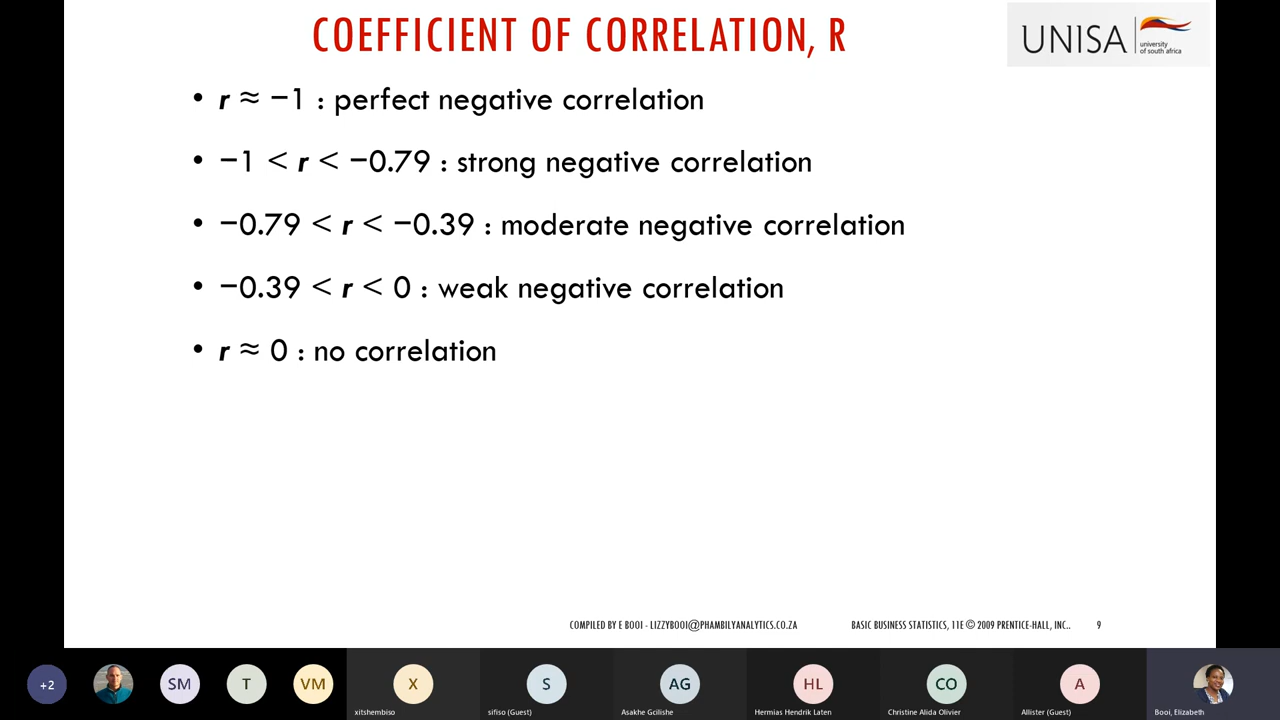 COEFFICIENT OF CORRELATION, R
UNISA
university
of south africa
• r ≈ −1 : perfect negative correlation
• −1 < r < −0.79 : strong negative correlation
• −0.79 < r < −0.39 : moderate negative correlation
• −0.39 < r < 0 : weak negative correlation
• r ≈ 0 : no correlation
COMPILED BY E BOOI - LIZZYBOOI@PHAMBILYANALYTICS.CO.ZA BASIC BUSINESS STATISTICS, 11E © 2009 PRENTICE-HALL, INC.. 9
+2 SM T VM X S AG HL CO A
xitshembiso sifiso (Guest) Asakhe Gcilishe Hermias Hendrik Laten Christine Alida Olivier Allister (Guest) Booi, Elizabeth